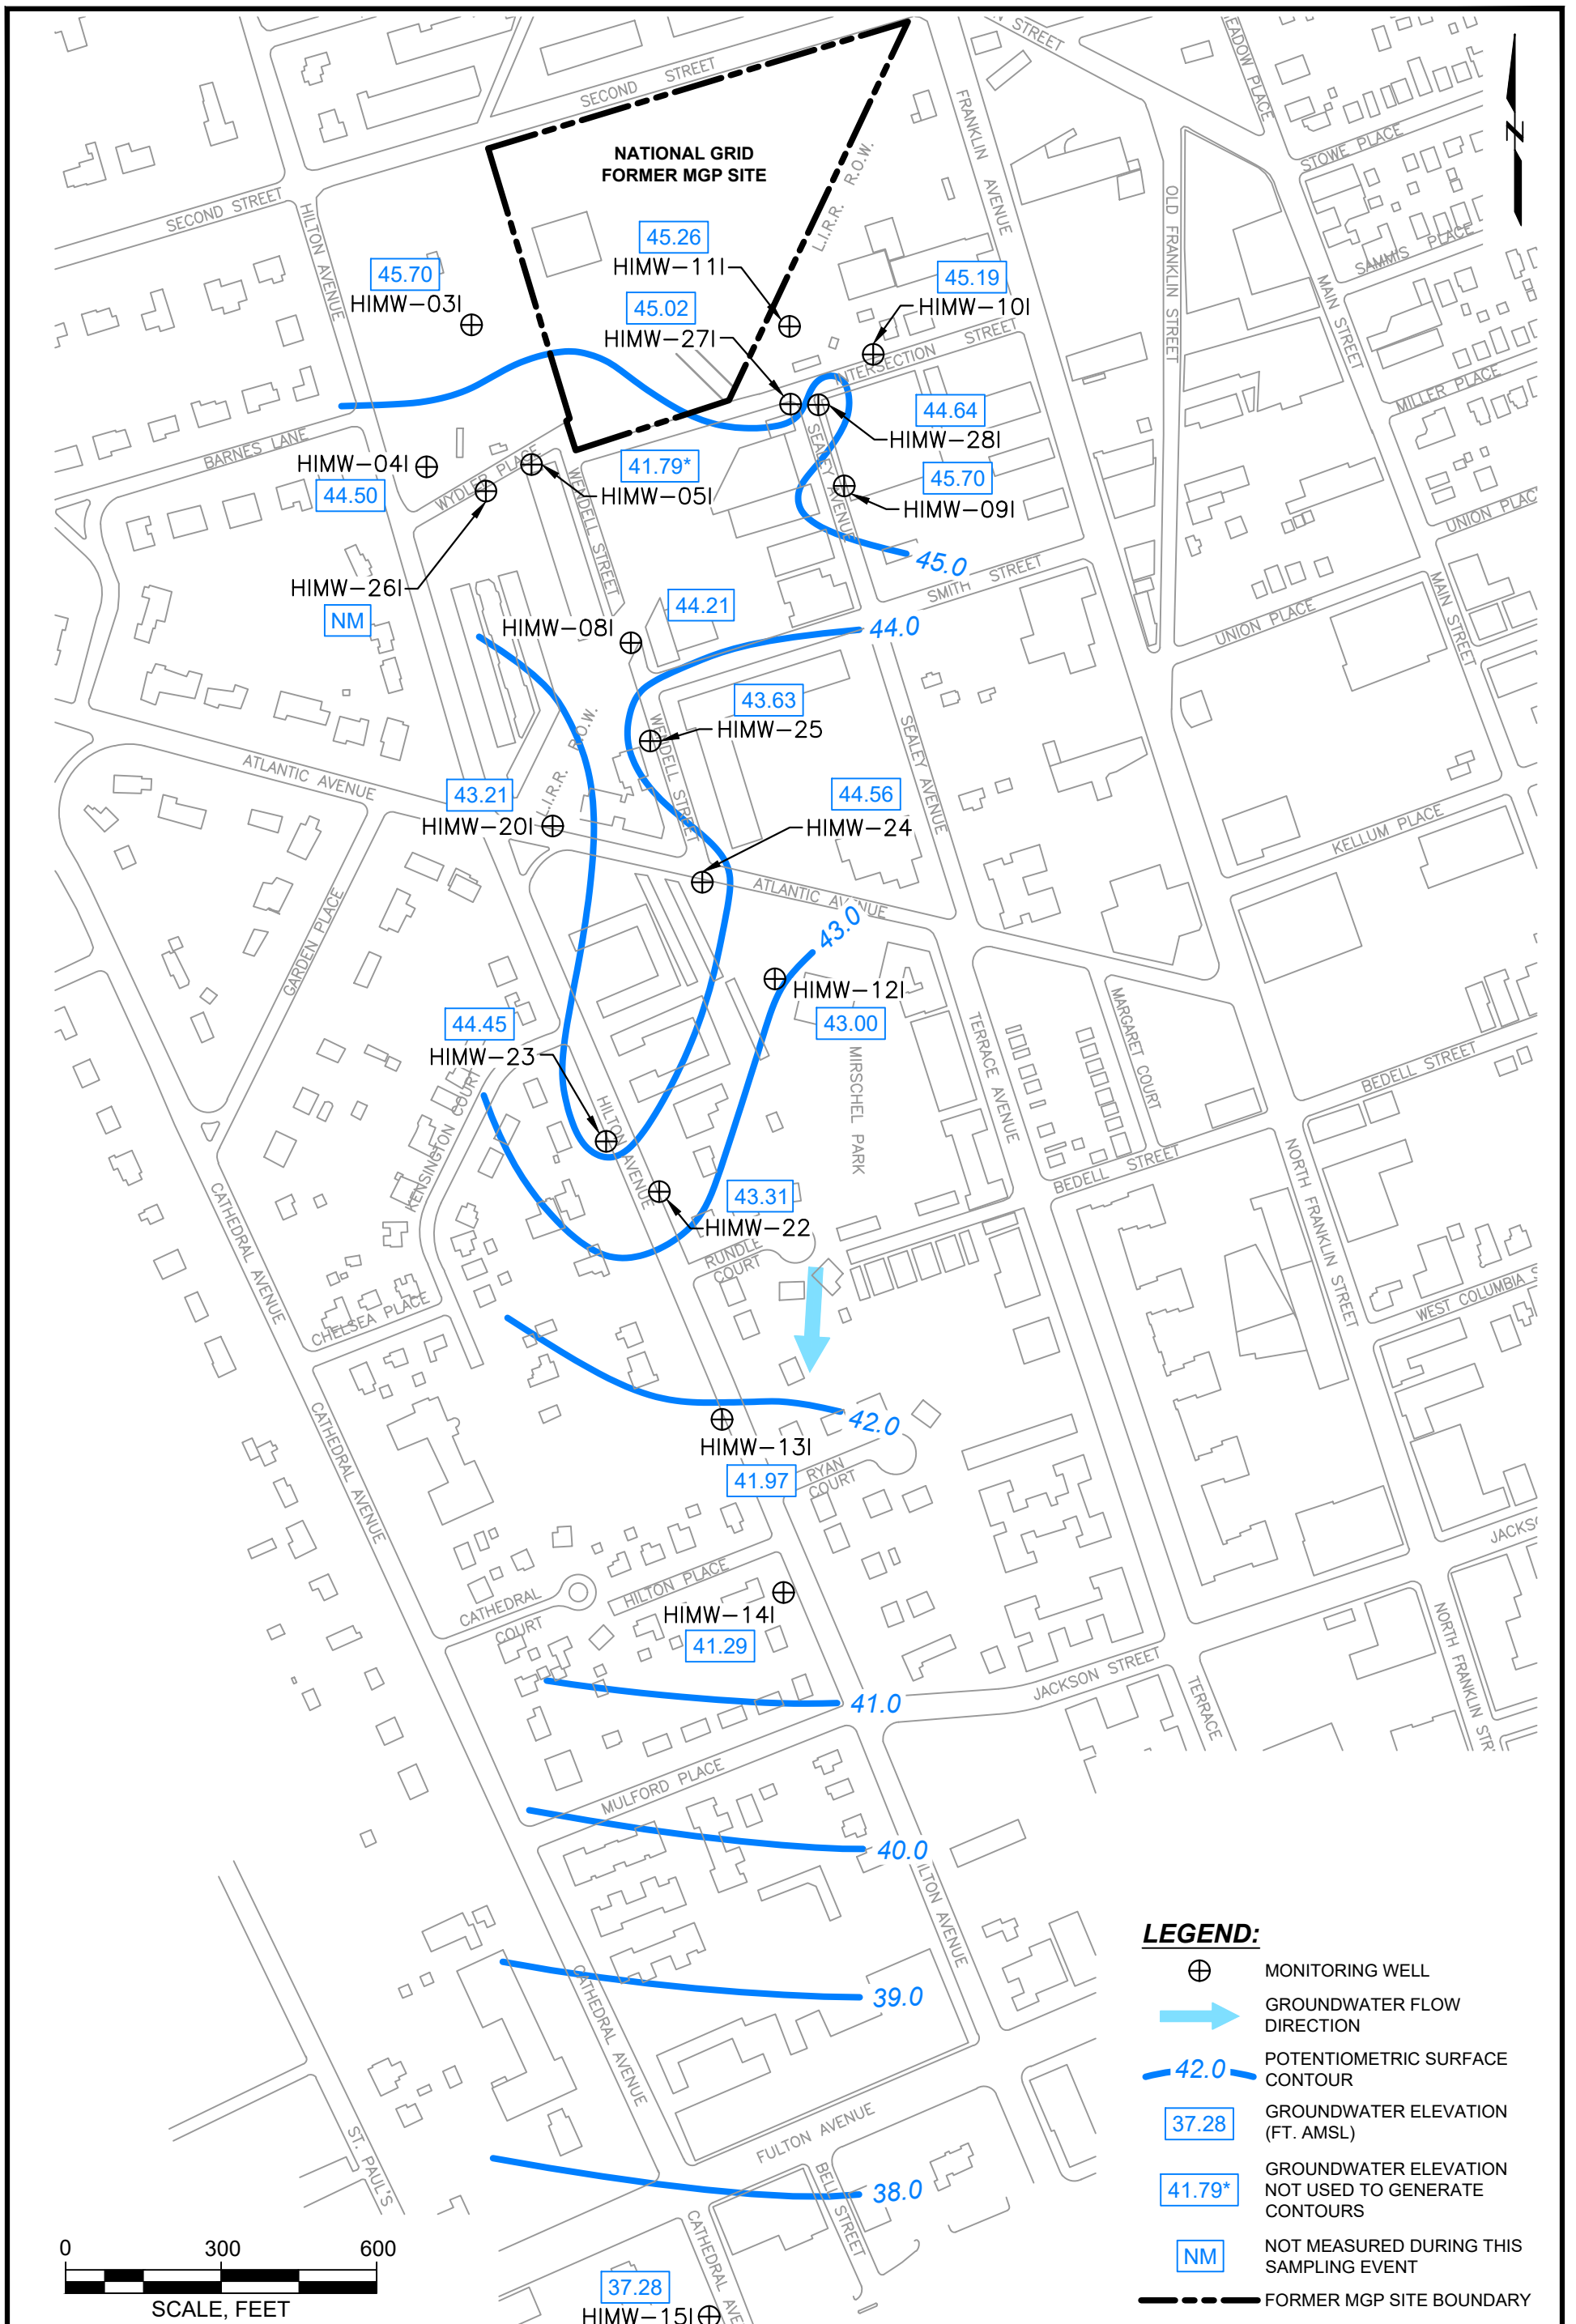 SECOND STREET
N STREET
EADOW PLACE
STOWE PLACE
FRANKLIN AVENUE
N
NATIONAL GRID
FORMER MGP SITE
L.I.R.R. R.O.W.
OLD FRANKLIN STREET
SAMMIS PLACE
SECOND STREET
HILTON AVENUE
MAIN STREET
45.26
HIMW-11I
45.70
HIMW-03I
45.19
HIMW-10I
45.02
HIMW-27I
INTERSECTION STREET
MILLER PLACE
44.64
HIMW-28I
BARNES LANE
HIMW-04I
44.50
WYDLER PLACE
41.79*
HIMW-05I
WENDELL STREET
SEALEY AVENUE
45.70
HIMW-09I
UNION PLAC
45.0
SMITH STREET
HIMW-26I
NM
44.21
HIMW-08I
44.0
UNION PLACE
MAIN STREET
43.63
HIMW-25
WENDELL STREET
SEALEY AVENUE
L.I.R.R. R.O.W.
ATLANTIC AVENUE
43.21
HIMW-20I
44.56
HIMW-24
KELLUM PLACE
ATLANTIC AVENUE
GARDEN PLACE
43.0
HIMW-12I
43.00
MARGARET COURT
TERRACE AVENUE
44.45
HIMW-23
MIRSCHEL PARK
BEDELL STREET
KENSINGTON COURT
HILTON AVENUE
BEDELL STREET
NORTH FRANKLIN STREET
43.31
HIMW-22
CATHEDRAL AVENUE
RUNDLE
COURT
WEST COLUMBIA S
CHELSEA PLACE
42.0
HIMW-13I
41.97
RYAN
COURT
CATHEDRAL AVENUE
JACKS
HILTON PLACE
CATHEDRAL
COURT
HIMW-14I
41.29
NORTH FRANKLIN STR
JACKSON STREET
TERRACE
41.0
MULFORD PLACE
40.0
ILTON AVENUE
39.0
CATHEDRAL AVENUE
FULTON AVENUE
BELL STREET
ST. PAUL'S
38.0
CATHEDRAL AVE
37.28
HIMW-15I
0 300 600
SCALE, FEET
LEGEND:
MONITORING WELL
GROUNDWATER FLOW
DIRECTION
42.0
POTENTIOMETRIC SURFACE
CONTOUR
37.28
GROUNDWATER ELEVATION
(FT. AMSL)
41.79*
GROUNDWATER ELEVATION
NOT USED TO GENERATE
CONTOURS
NM
NOT MEASURED DURING THIS
SAMPLING EVENT
FORMER MGP SITE BOUNDARY